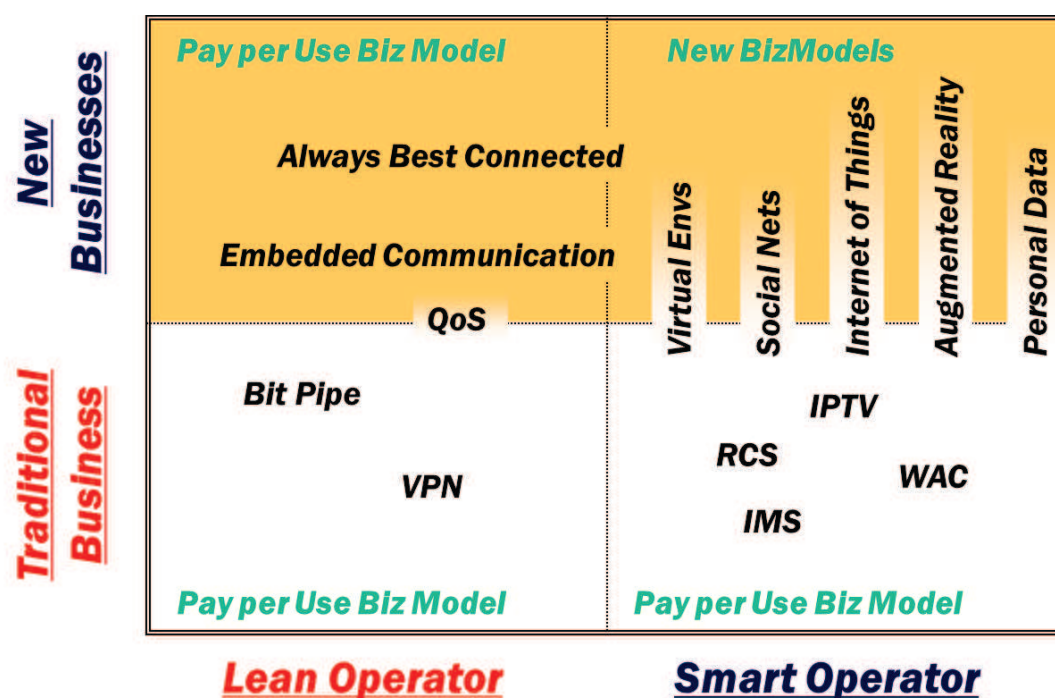 Pay per Use Biz Model
New BizModels
New
Businesses
Always Best Connected
Embedded Communication
QoS
Virtual Envs
Social Nets
Internet of Things
Augmented Reality
Personal Data
Traditional
Business
Bit Pipe
VPN
IPTV
RCS
WAC
IMS
Pay per Use Biz Model
Pay per Use Biz Model
Lean Operator
Smart Operator